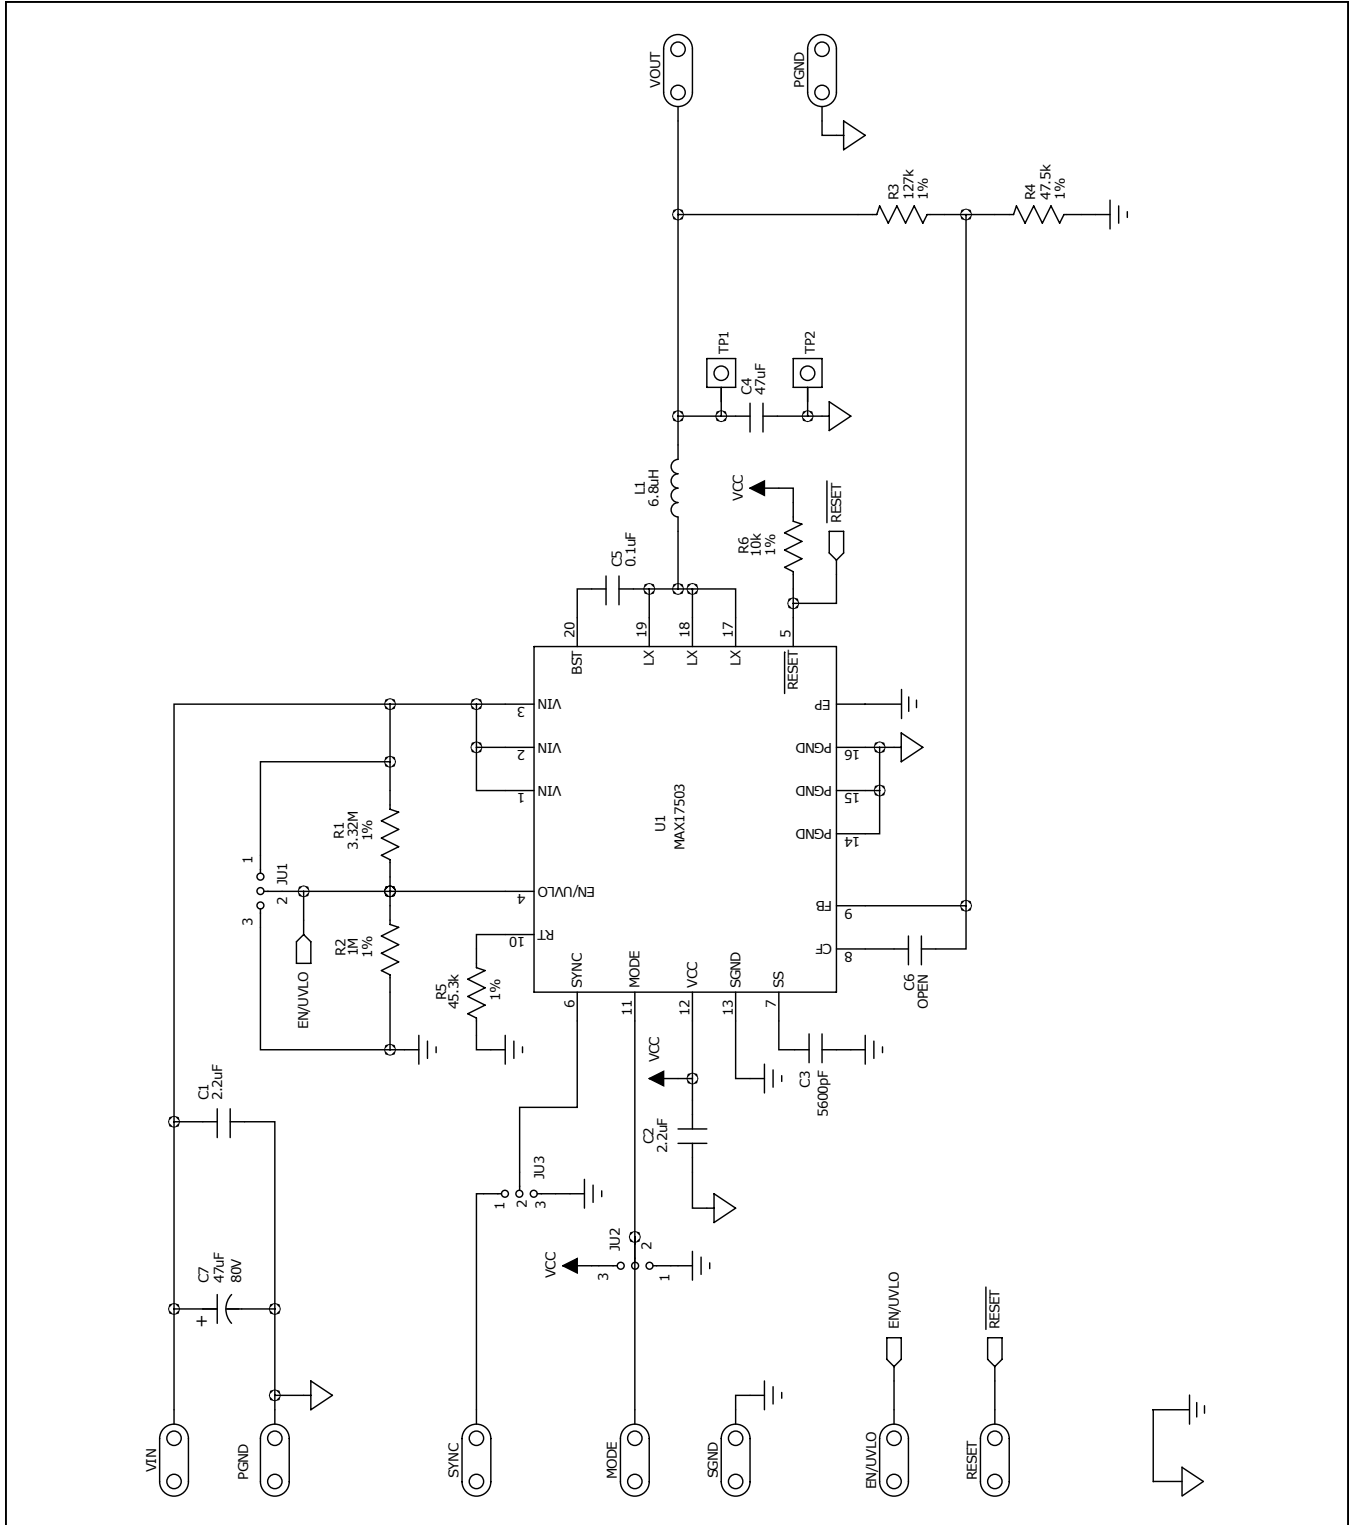 VOUT
PGND
R3
127k
1%
R4
47.5k
1%
TP1
C4
47uF
TP2
L1
6.8uH
VCC
R6
10k
1%
RESET
C5
0.1uF
20
19
18
17
5
BST
LX
LX
LX
RESET
VIN
3
VIN
2
VIN
1
EN/UVLO
4
RT
10
U1
MAX17503
EP
PGND
16
PGND
15
PGND
14
FB
9
CF
8
SYNC
6
MODE
11
VCC
12
SGND
13
SS
7
R1
3.32M
1%
1
JU1
2
3
R2
1M
1%
EN/UVLO
R5
45.3k
1%
C6
OPEN
C1
2.2uF
VCC
C2
2.2uF
C3
5600pF
JU3
1
2
3
JU2
2
VCC
3
1
C7
47uF
80V
+
EN/UVLO
RESET
VIN
PGND
SYNC
MODE
SGND
EN/UVLO
RESET